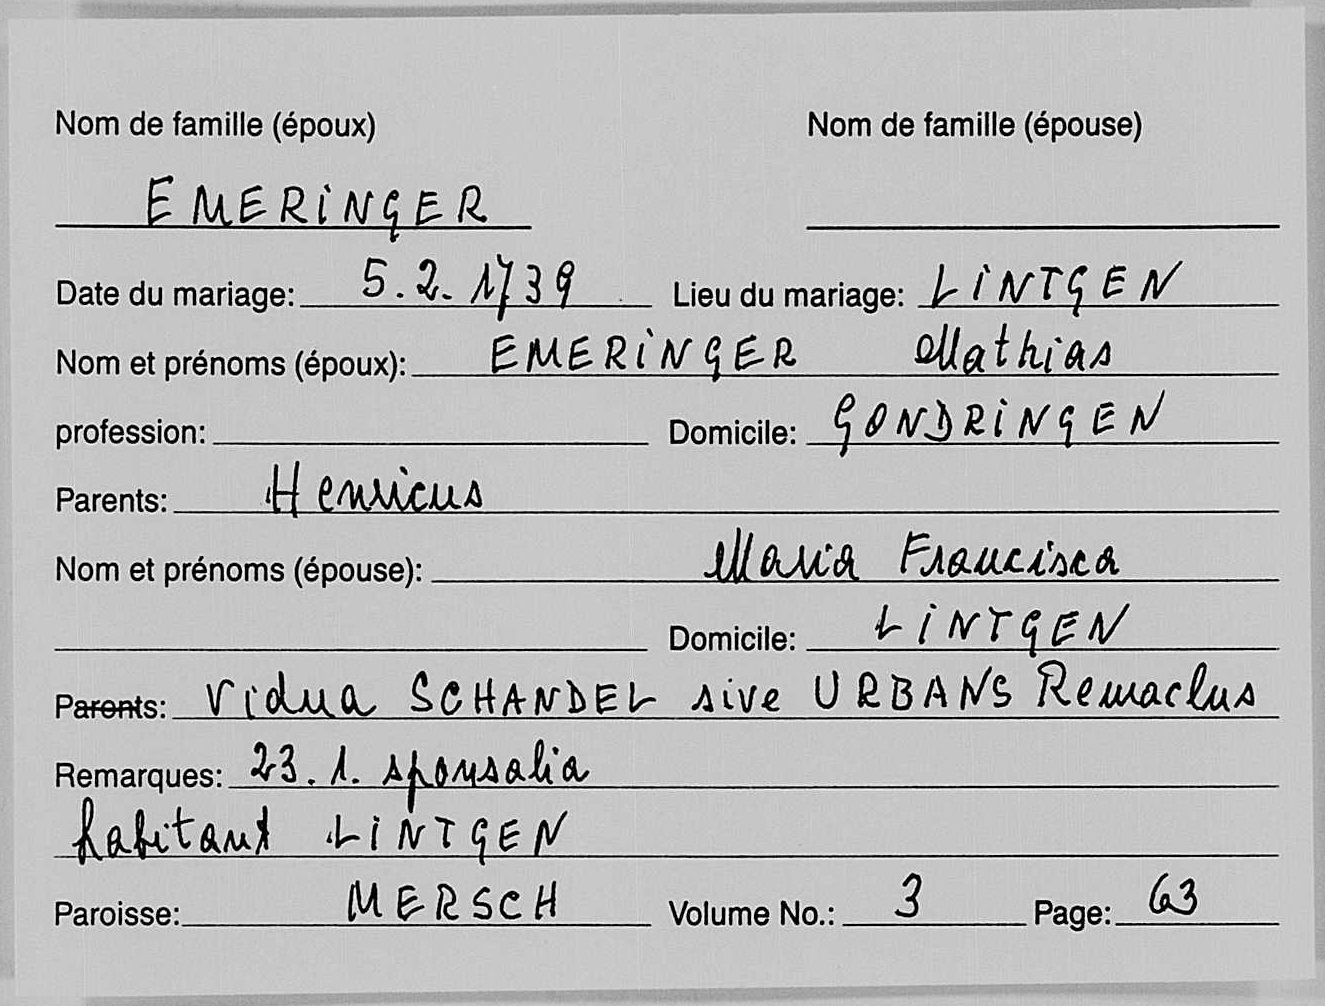 Nom de famille (époux) Nom de famille (épouse)
EMERINGER
Date du mariage: 5.2.1739 Lieu du mariage: LINTGEN
Nom et prénoms (époux): EMERINGER Mathias
profession: Domicile: GONDRINGEN
Parents: Henricus
Nom et prénoms (épouse): Maria Francisca
Domicile: LINTGEN
Parents: Vidua SCHANDEL sive URBANS Remaclus
Remarques: 23.1. sponsalia
habitant LINTGEN
Paroisse: MERSCH Volume No.: 3 Page: 63